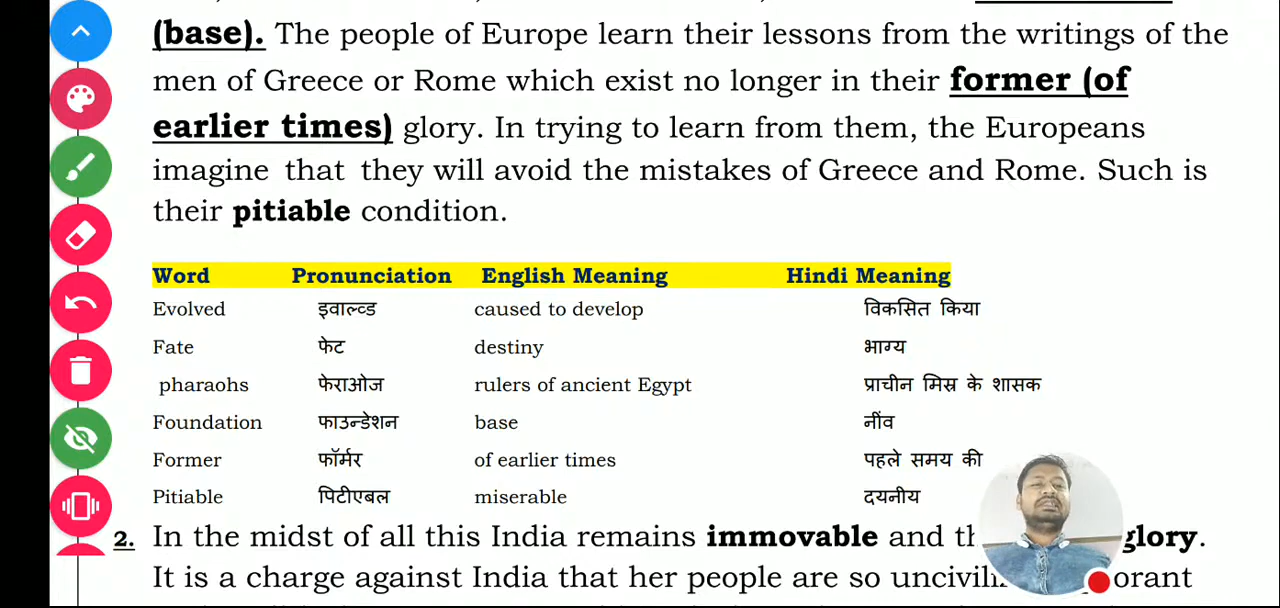 (base). The people of Europe learn their lessons from the writings of the
men of Greece or Rome which exist no longer in their former (of
earlier times) glory. In trying to learn from them, the Europeans
imagine that they will avoid the mistakes of Greece and Rome. Such is
their pitiable condition.
Word Pronunciation English Meaning Hindi Meaning
Evolved इवाल्व्ड caused to develop विकसित किया
Fate फेट destiny भाग्य
pharaohs फेराओज rulers of ancient Egypt प्राचीन मिस्र के शासक
Foundation फाउन्डेशन base नींव
Former फॉर्मर of earlier times पहले समय की
Pitiable पिटीएबल miserable दयनीय
2. In the midst of all this India remains immovable and glory.
It is a charge against India that her people are so